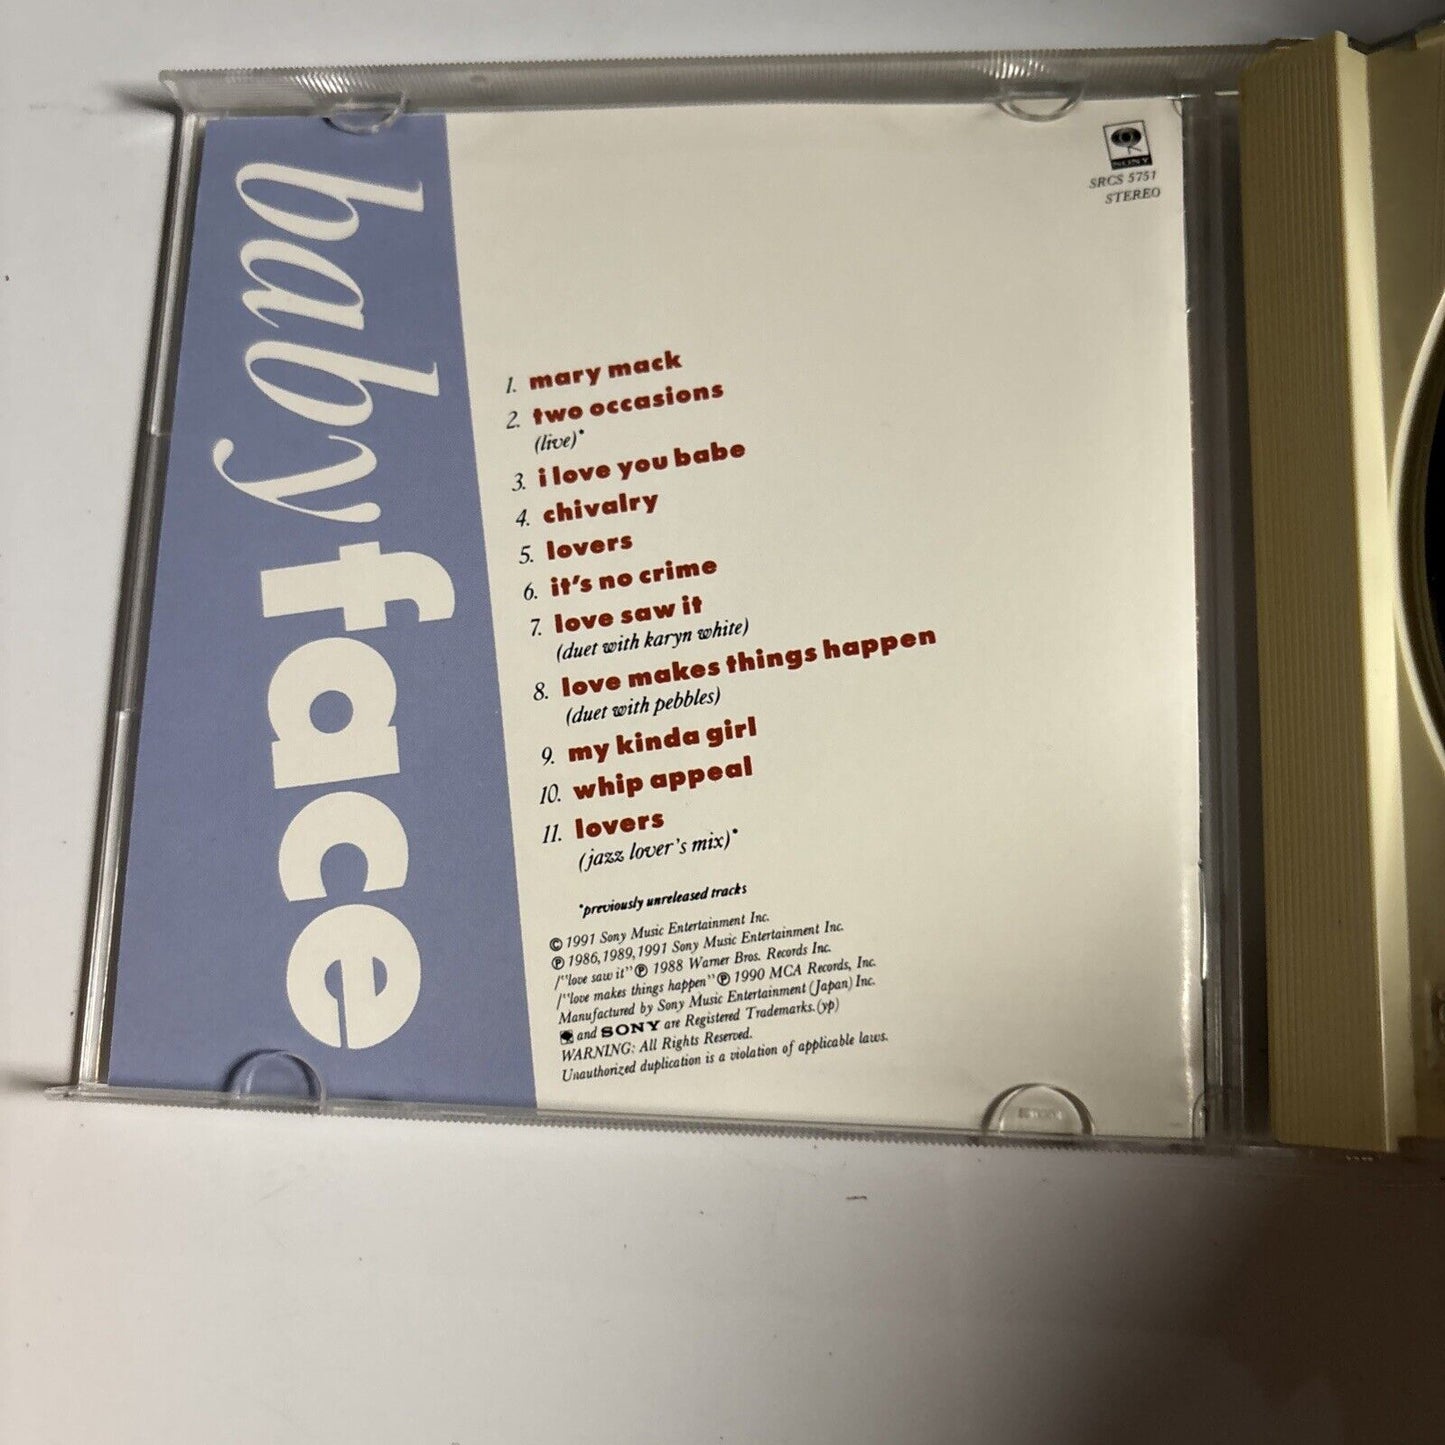 babyface
SONY
SRCS 5751
STEREO
1. mary mack
2. two occasions
(live)*
3. i love you babe
4. chivalry
5. lovers
6. it's no crime
7. love saw it
(duet with karyn white)
8. love makes things happen
(duet with pebbles)
9. my kinda girl
10. whip appeal
11. lovers
(jazz lover's mix)*
*previously unreleased tracks
© 1991 Sony Music Entertainment Inc.
℗ 1986,1989,1991 Sony Music Entertainment Inc.
/"love saw it" ℗ 1988 Warner Bros. Records Inc.
/"love makes things happen" ℗ 1990 MCA Records, Inc.
Manufactured by Sony Music Entertainment (Japan) Inc.
and SONY are Registered Trademarks.(yp)
WARNING: All Rights Reserved.
Unauthorized duplication is a violation of applicable laws.